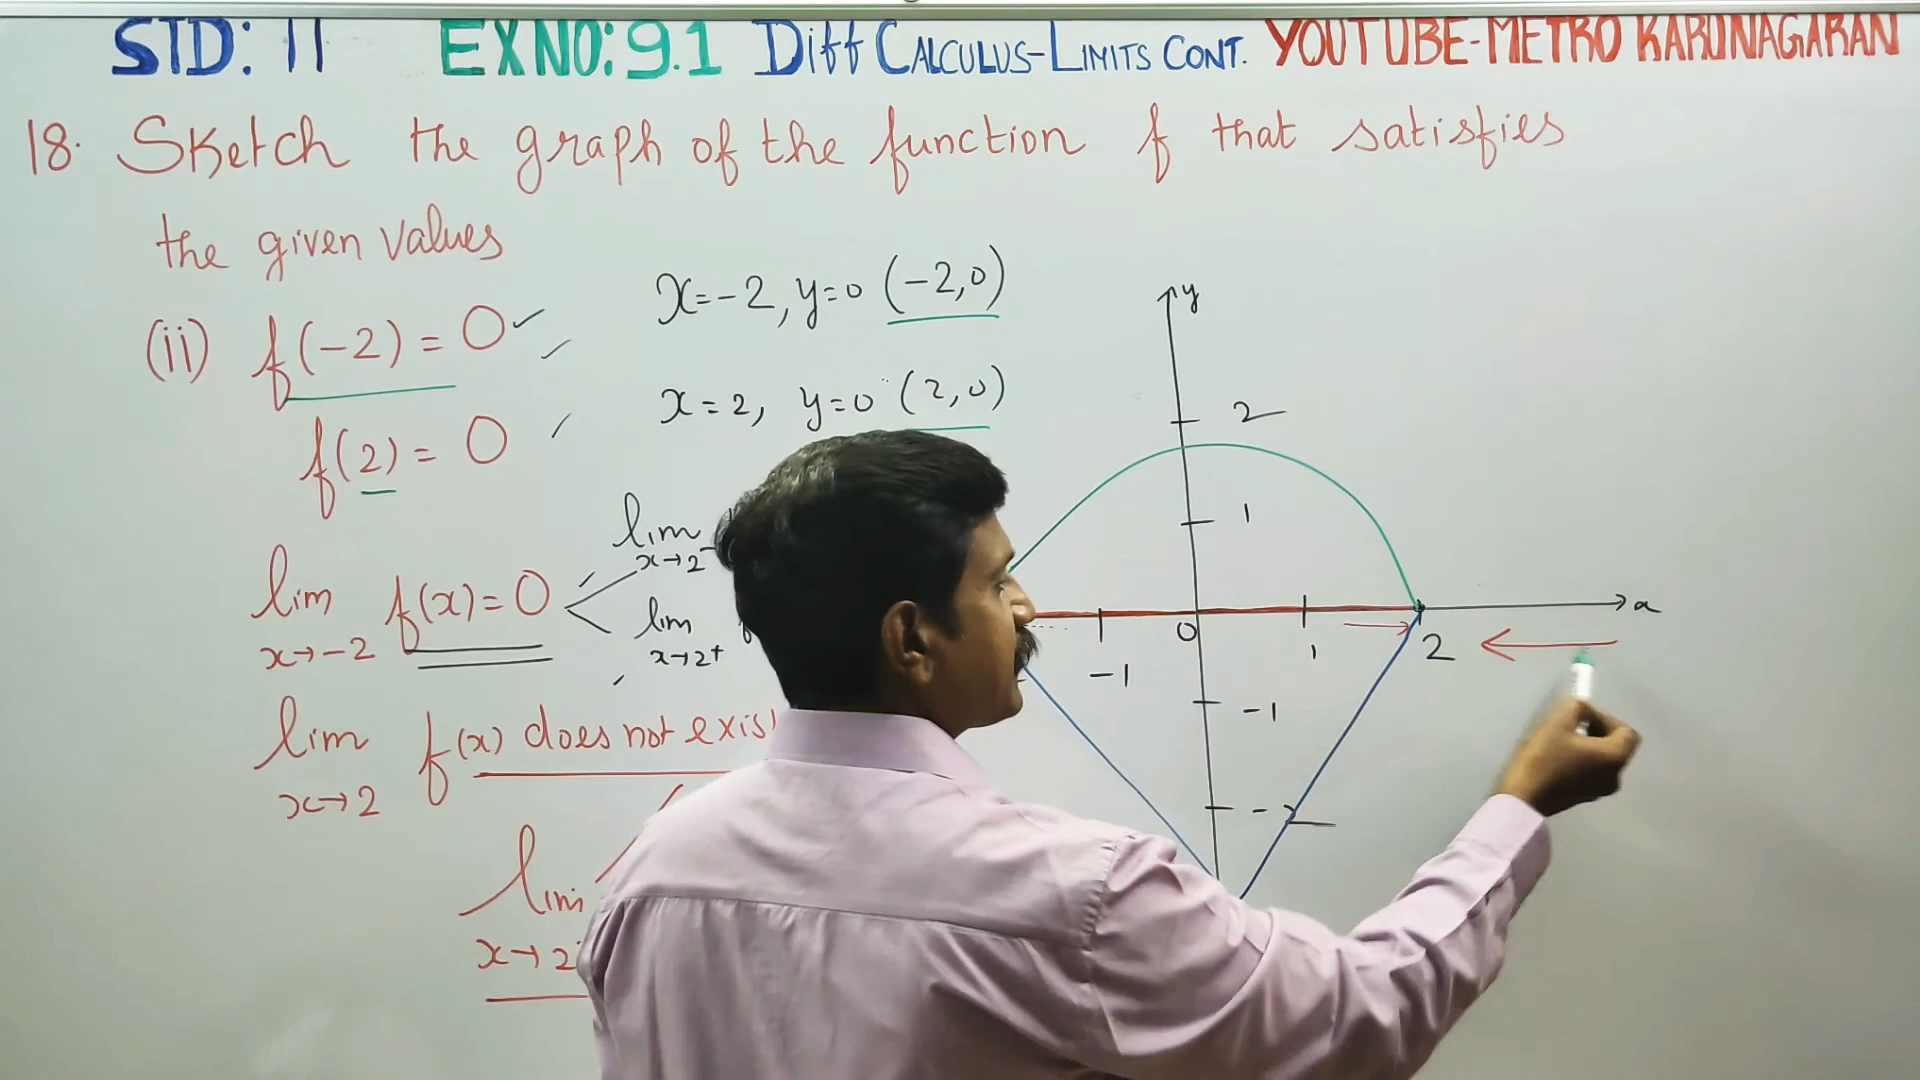 STD: 11 EXNO: 9.1 Diff CALCULUS-LIMITS CONT. YOUTUBE-METRO KARUNAGARAN
18. Sketch the graph of the function f that satisfies
the given values
(ii) f(-2) = 0
x=-2, y=0 (-2,0)
f(2) = 0
x=2, y=0 (2,0)
lim x→-2 f(x)=0
lim x→2-
lim x→2+
lim x→2 f(x) does not exis
lim x→2
y
2
1
0
-1
1
2
x
-1
-2